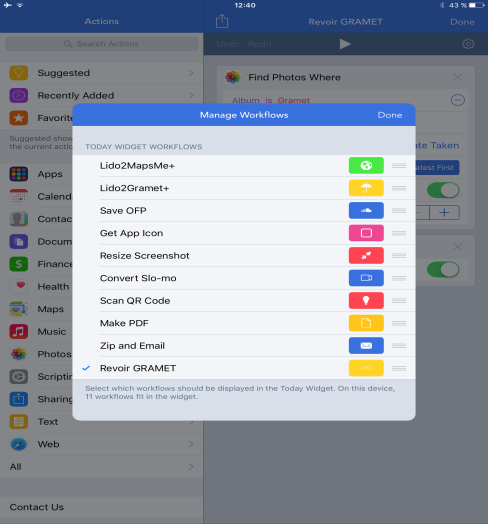 12:40
43 %
Actions
Revoir GRAMET
Done
Search Actions
Undo Redo
Suggested
Find Photos Where
Recently Added
Album is Gramet
Favorite
Manage Workflows
Done
Suggested show
the current actio
TODAY WIDGET WORKFLOWS
te Taken
Apps
Lido2MapsMe+
atest First
Calend
Lido2Gramet+
Contac
Save OFP
Docum
Get App Icon
Finance
Resize Screenshot
Health
Convert Slo-mo
Maps
Scan QR Code
Music
Make PDF
Photos
Zip and Email
Scriptin
Revoir GRAMET
Sharing
Select which workflows should be displayed in the Today Widget. On this device,
11 workflows fit in the widget.
Text
Web
All
Contact Us